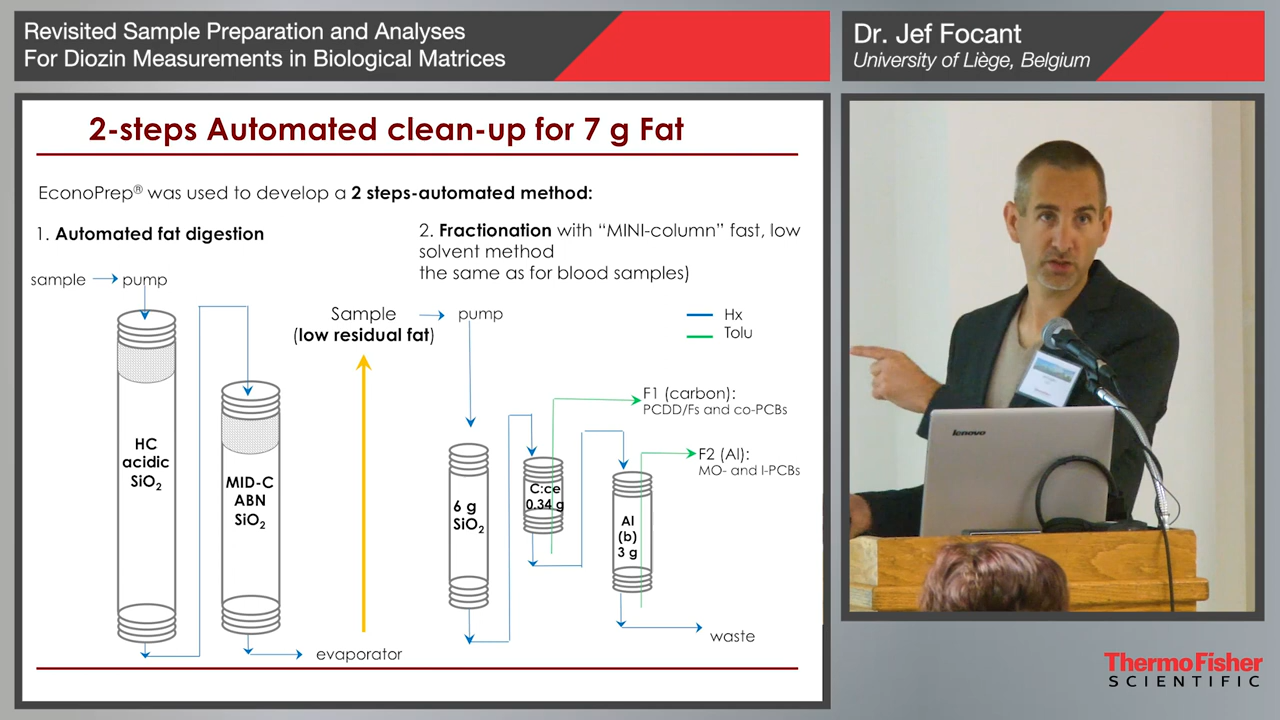 Revisited Sample Preparation and Analyses
For Diozin Measurements in Biological Matrices
Dr. Jef Focant
University of Liège, Belgium
2-steps Automated clean-up for 7 g Fat
EconoPrep® was used to develop a 2 steps-automated method:
1. Automated fat digestion
2. Fractionation with “MINI-column” fast, low
solvent method
the same as for blood samples)
sample
pump
Sample
(low residual fat)
pump
Hx
Tolu
HC
acidic
SiO₂
MID-C
ABN
SiO₂
6 g
SiO₂
C:ce
0.34 g
Al
(b)
3 g
F1 (carbon):
PCDD/Fs and co-PCBs
F2 (Al):
MO- and I-PCBs
evaporator
waste
lenovo
ThermoFisher
SCIENTIFIC